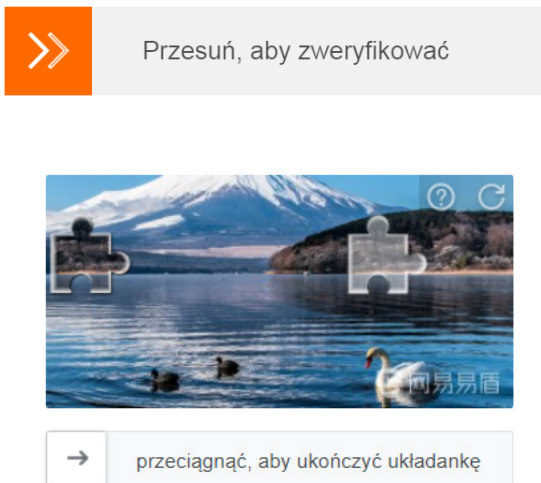 Przesuń, aby zweryfikować
网易易盾
przeciągnąć, aby ukończyć układankę